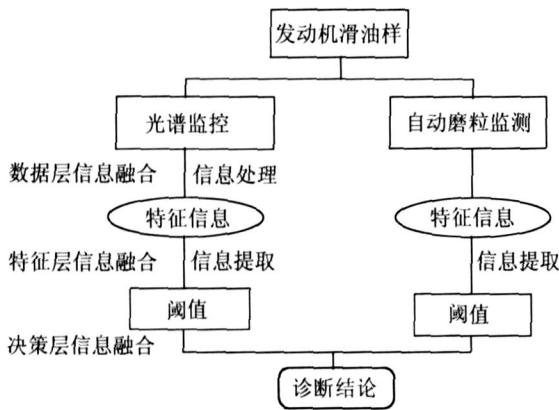 发动机滑油样
光谱监控
自动磨粒监测
数据层信息融合
信息处理
特征信息
特征信息
特征层信息融合
信息提取
信息提取
阈值
阈值
决策层信息融合
诊断结论